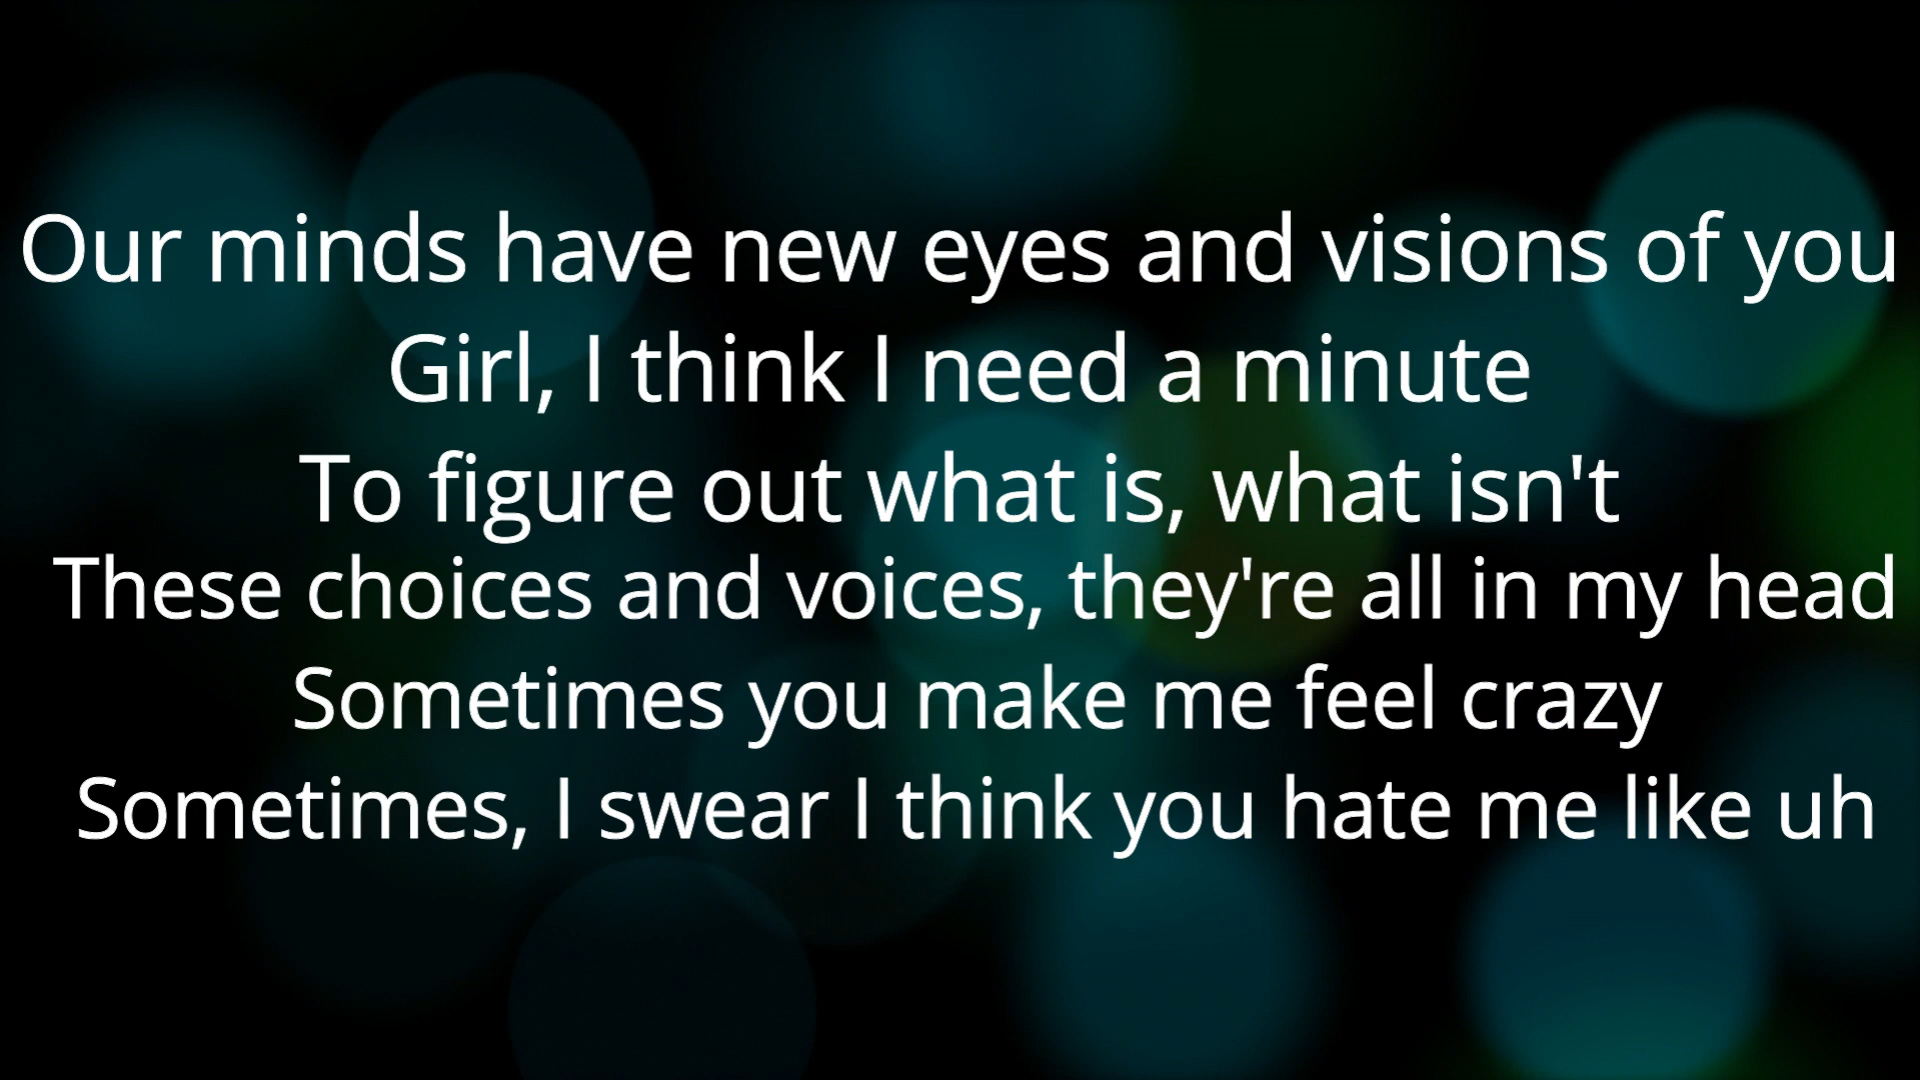 Our minds have new eyes and visions of you
Girl, I think I need a minute
To figure out what is, what isn't
These choices and voices, they're all in my head
Sometimes you make me feel crazy
Sometimes, I swear I think you hate me like uh